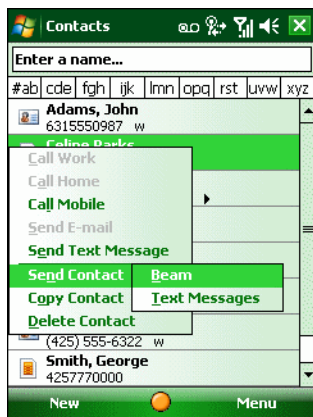 Contacts
Enter a name...
#ab cde fgh ijk lmn opq rst uvw xyz
Adams, John
6315550987 w
Celine Parks
Call Work
Call Home
Call Mobile
Send E-mail
Send Text Message
Send Contact Beam
Copy Contact Text Messages
Delete Contact
(425) 555-6322 w
Smith, George
4257770000
New Menu